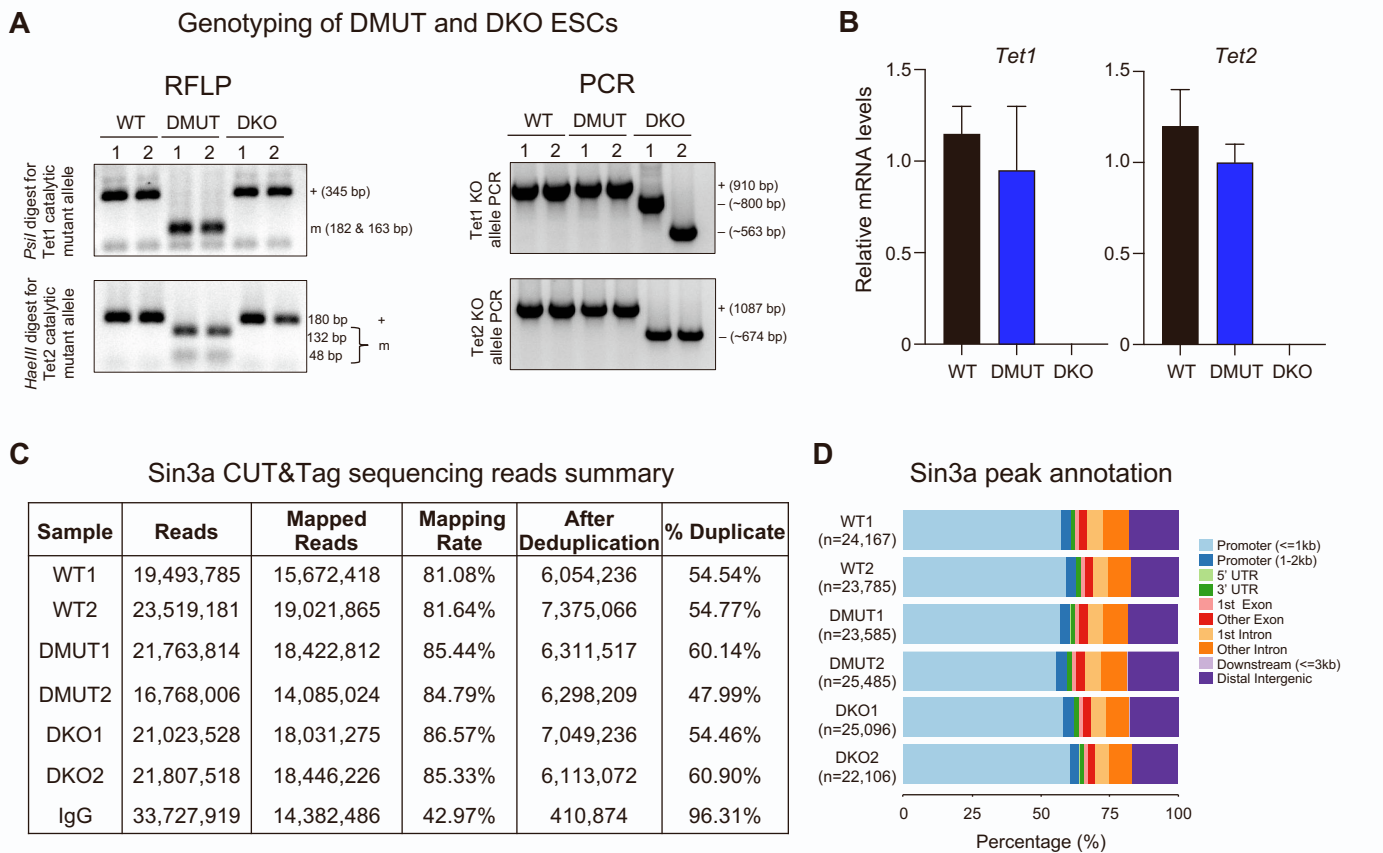 A
Genotyping of DMUT and DKO ESCs
RFLP
WT DMUT DKO
1 2 1 2 1 2
PsiI digest for
Tet1 catalytic
mutant allele
+ (345 bp)
m (182 & 163 bp)
HaeIII digest for
Tet2 catalytic
mutant allele
180 bp +
132 bp
m
48 bp
PCR
WT DMUT DKO
1 2 1 2 1 2
Tet1 KO
allele PCR
+ (910 bp)
– (~800 bp)
– (~563 bp)
Tet2 KO
allele PCR
+ (1087 bp)
– (~674 bp)
B
Relative mRNA levels
Tet1
1.5
1.0
0.5
0
WT DMUT DKO
Tet2
1.5
1.0
0.5
0
WT DMUT DKO
C
Sin3a CUT&Tag sequencing reads summary
Sample Reads Mapped Reads Mapping Rate After Deduplication % Duplicate
WT1 19,493,785 15,672,418 81.08% 6,054,236 54.54%
WT2 23,519,181 19,021,865 81.64% 7,375,066 54.77%
DMUT1 21,763,814 18,422,812 85.44% 6,311,517 60.14%
DMUT2 16,768,006 14,085,024 84.79% 6,298,209 47.99%
DKO1 21,023,528 18,031,275 86.57% 7,049,236 54.46%
DKO2 21,807,518 18,446,226 85.33% 6,113,072 60.90%
IgG 33,727,919 14,382,486 42.97% 410,874 96.31%
D
Sin3a peak annotation
WT1
(n=24,167)
WT2
(n=23,785)
DMUT1
(n=23,585)
DMUT2
(n=25,485)
DKO1
(n=25,096)
DKO2
(n=22,106)
0 25 50 75 100
Percentage (%)
Promoter (<=1kb)
Promoter (1-2kb)
5' UTR
3' UTR
1st Exon
Other Exon
1st Intron
Other Intron
Downstream (<=3kb)
Distal Intergenic